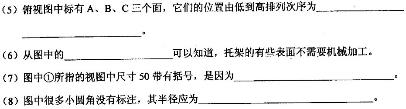 (5) 俯视图中标有 A、B、C 三个面，它们的位置由低到高排列次序为____________
____________。
(6) 从图中的____________可以知道，托架的有些表面不需要机械加工。
(7) 图中①所指的视图中尺寸 50 带有括号，是因为____________。
(8) 图中很多小圆角没有标注，其半径应为____________。